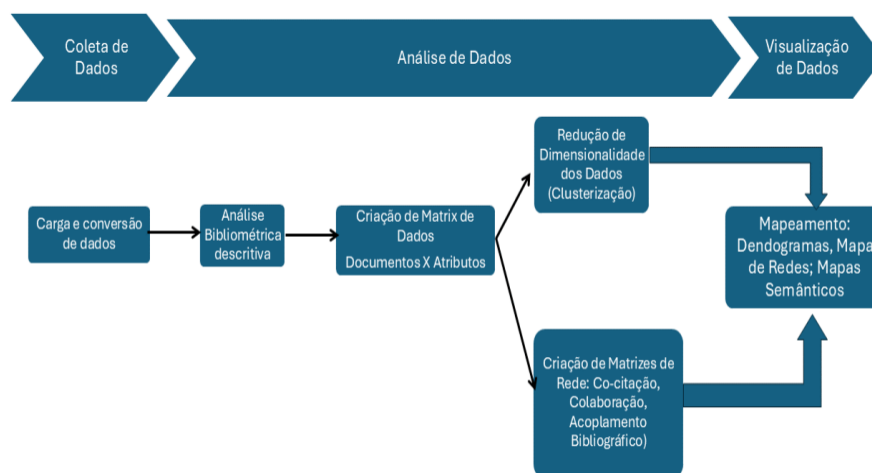 Coleta de
Dados
Análise de Dados
Visualização
de Dados
Carga e conversão
de dados
Análise
Bibliométrica
descritiva
Criação de Matrix de
Dados
Documentos X Atributos
Redução de
Dimensionalidade
dos Dados
(Clusterização)
Criação de Matrizes de
Rede: Co-citação,
Colaboração,
Acoplamento
Bibliográfico)
Mapeamento:
Dendogramas, Mapa
de Redes; Mapas
Semânticos